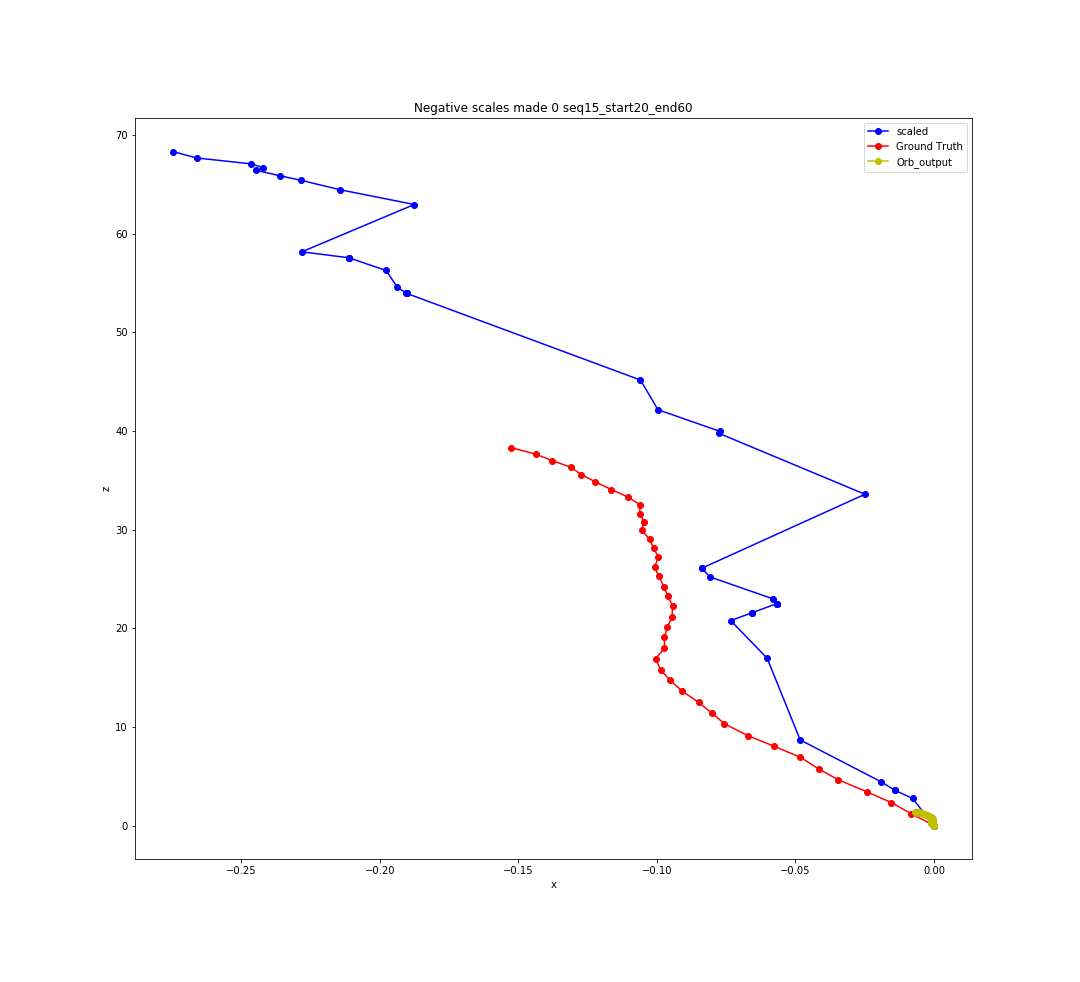 Negative scales made 0 seq15_start20_end60
scaled
Ground Truth
Orb_output
70
60
50
40
30
20
10
0
z
−0.25 −0.20 −0.15 −0.10 −0.05 0.00
x